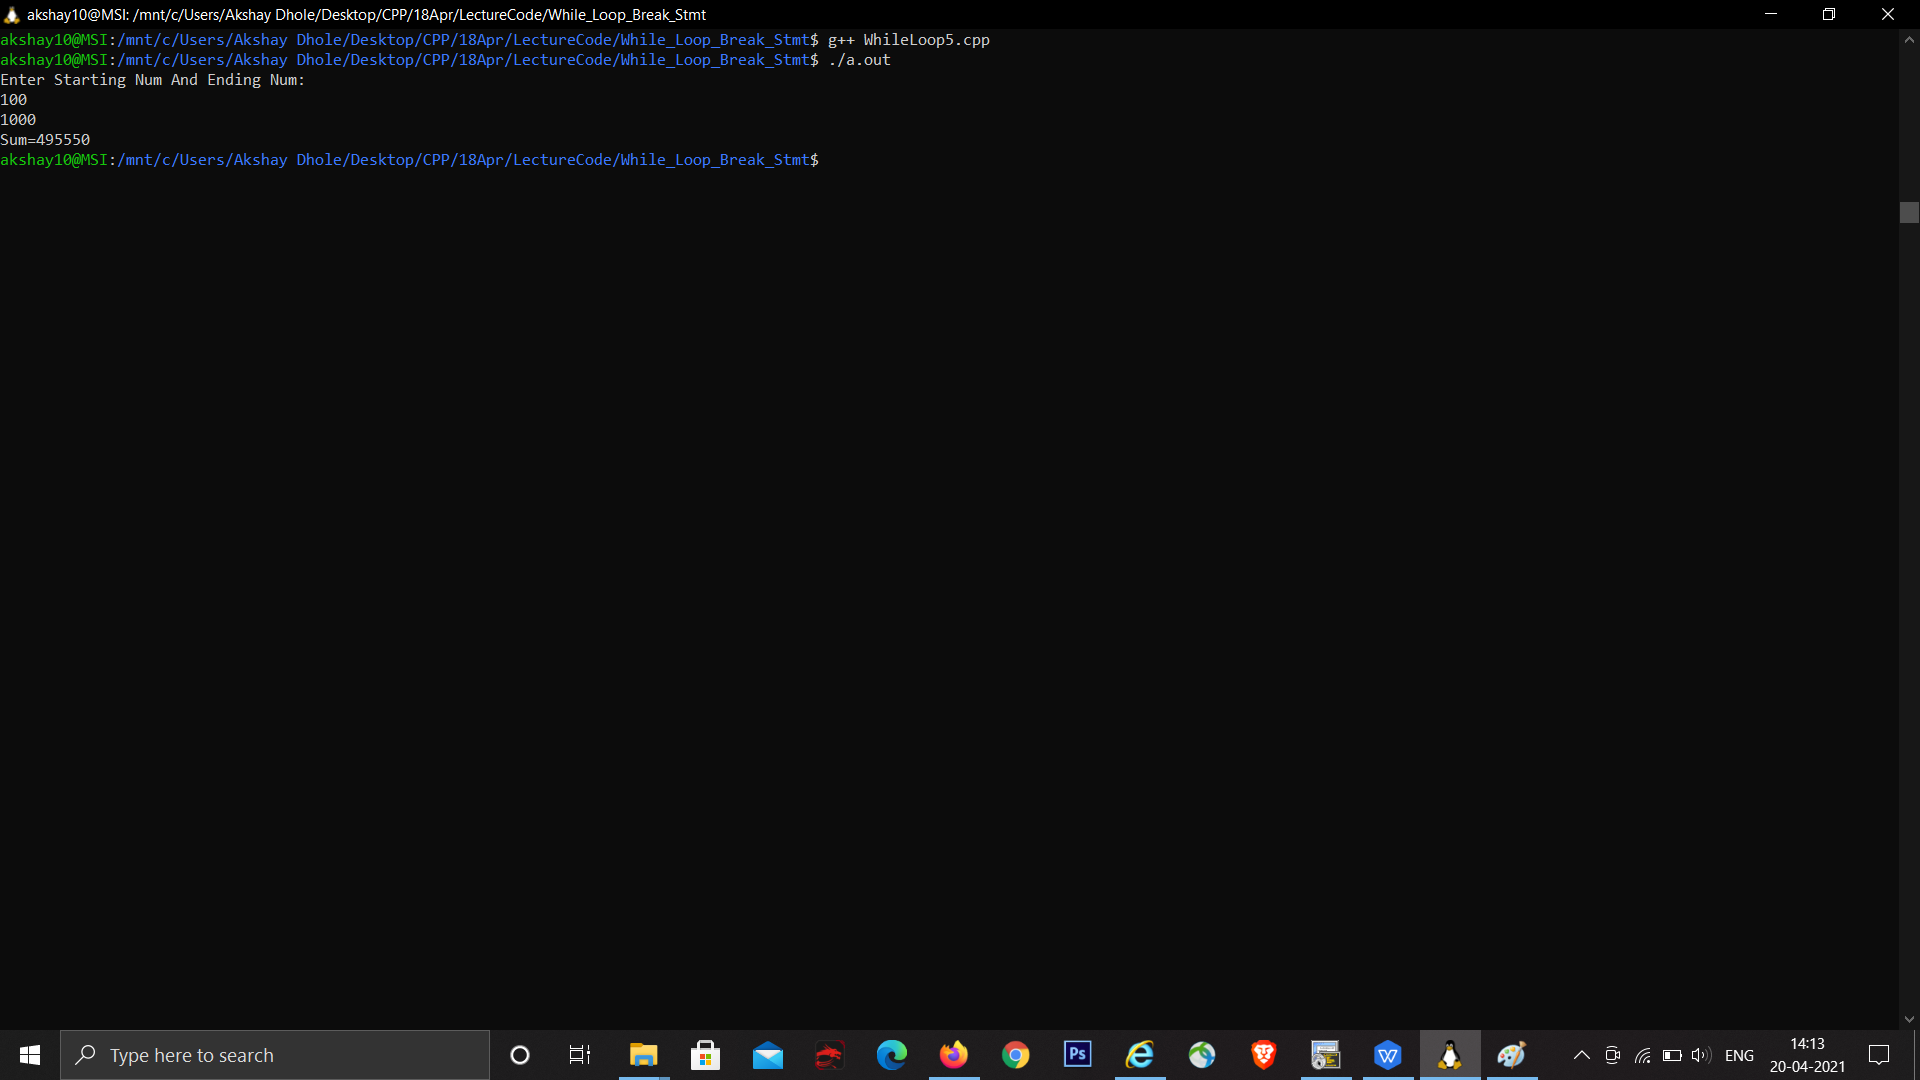 akshay10@MSI: /mnt/c/Users/Akshay Dhole/Desktop/CPP/18Apr/LectureCode/While_Loop_Break_Stmt
akshay10@MSI:/mnt/c/Users/Akshay Dhole/Desktop/CPP/18Apr/LectureCode/While_Loop_Break_Stmt$ g++ WhileLoop5.cpp
akshay10@MSI:/mnt/c/Users/Akshay Dhole/Desktop/CPP/18Apr/LectureCode/While_Loop_Break_Stmt$ ./a.out
Enter Starting Num And Ending Num:
100
1000
Sum=495550
akshay10@MSI:/mnt/c/Users/Akshay Dhole/Desktop/CPP/18Apr/LectureCode/While_Loop_Break_Stmt$
Type here to search
Ps
W
ENG
14:13
20-04-2021